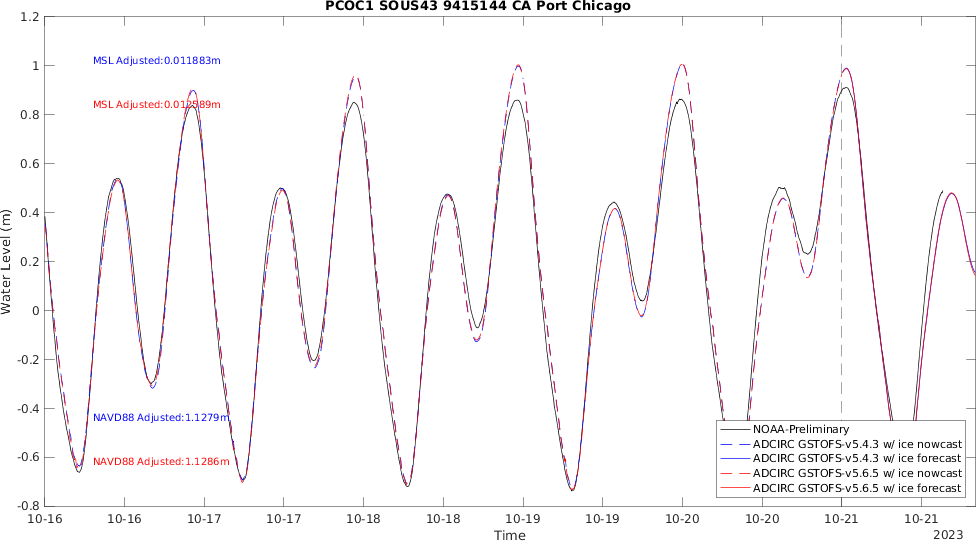 PCOC1 SOUS43 9415144 CA Port Chicago
1.2
1
0.8
0.6
0.4
0.2
0
-0.2
-0.4
-0.6
-0.8
Water Level (m)
MSL Adjusted:0.011883m
MSL Adjusted:0.012589m
NAVD88 Adjusted:1.1279m
NAVD88 Adjusted:1.1286m
NOAA-Preliminary
ADCIRC GSTOFS-v5.4.3 w/ ice nowcast
ADCIRC GSTOFS-v5.4.3 w/ ice forecast
ADCIRC GSTOFS-v5.6.5 w/ ice nowcast
ADCIRC GSTOFS-v5.6.5 w/ ice forecast
10-16 10-16 10-17 10-17 10-18 10-18 10-19 10-19 10-20 10-20 10-21 10-21
Time
2023